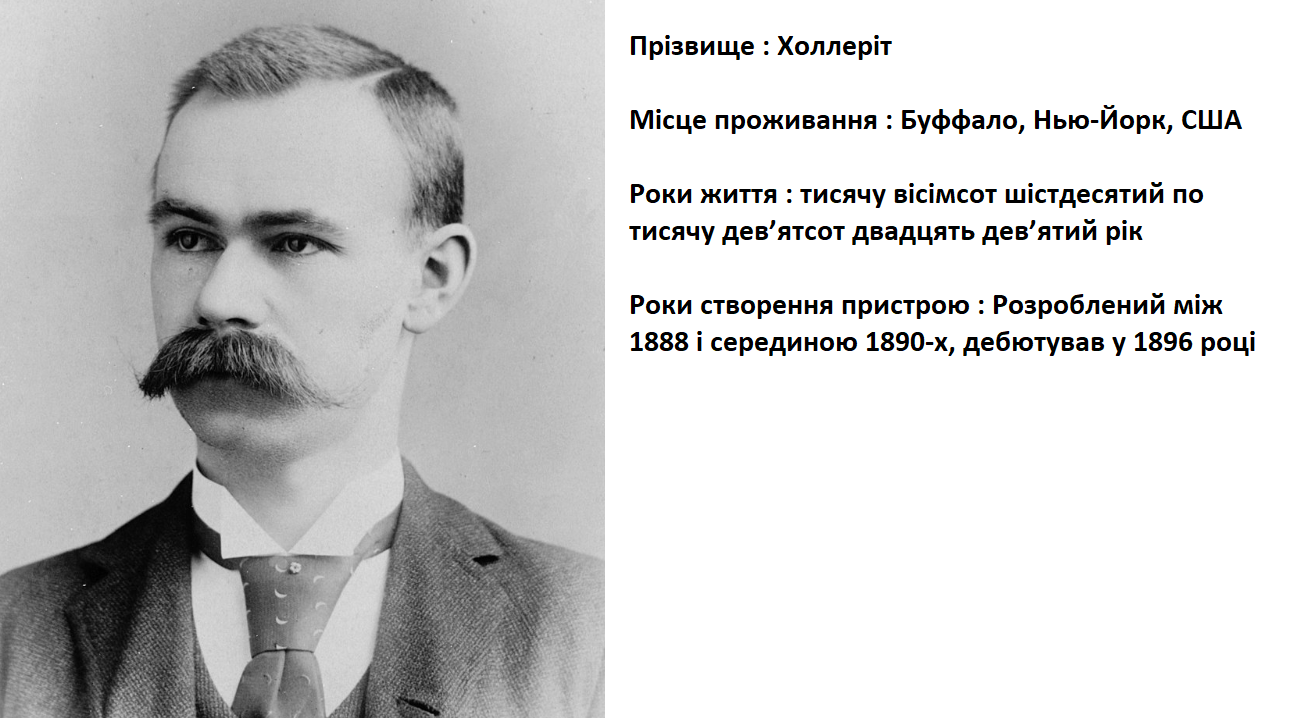 Прізвище : Холлеріт
Місце проживання : Буффало, Нью-Йорк, США
Роки життя : тисячу вісімсот шістдесятий по
тисячу дев’ятсот двадцять дев’ятий рік
Роки створення пристрою : Розроблений між
1888 і серединою 1890-х, дебютував у 1896 році